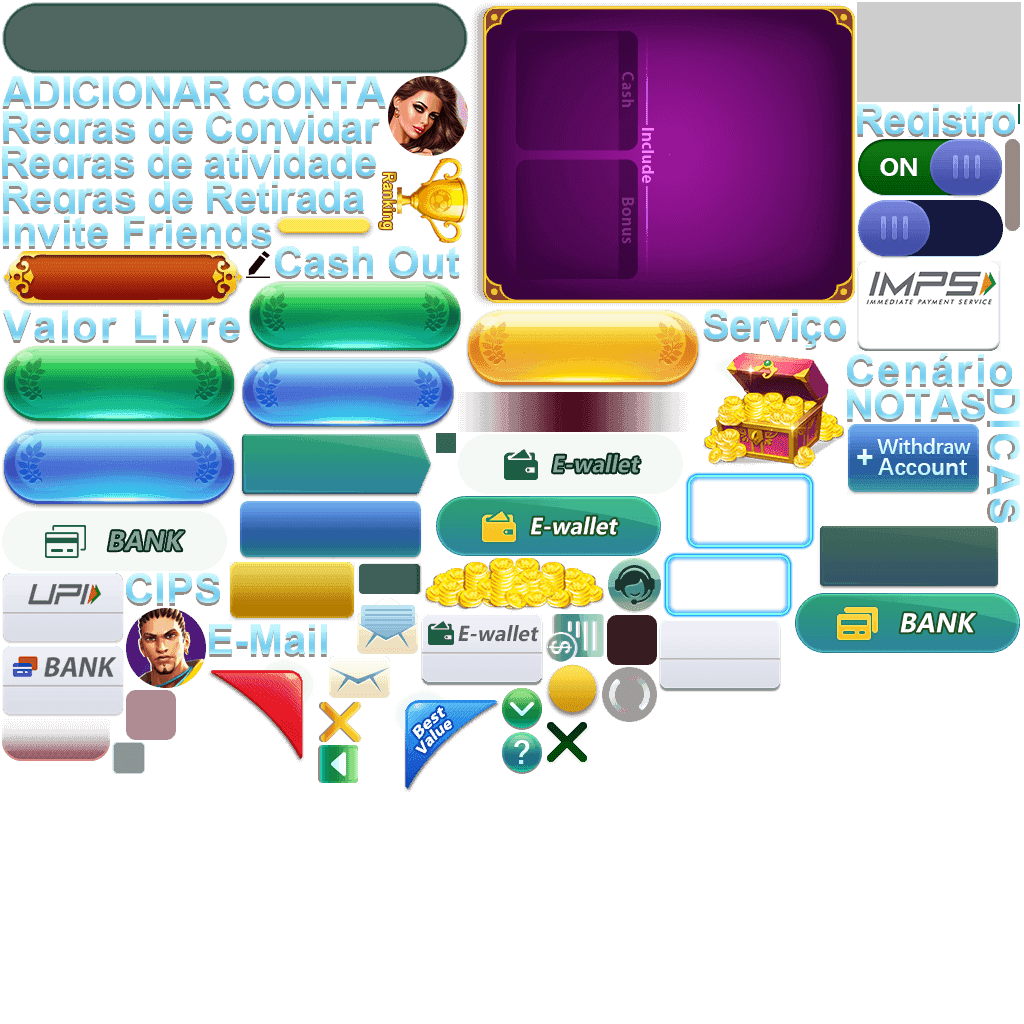 ADICIONAR CONTA
Regras de Convidar
Regras de atividade
Regras de Retirada
Invite Friends
Ranking
Cash Out
Valor Livre
Cash
Include
Bonus
Registro
ON
IMPS
IMMEDIATE PAYMENT SERVICE
Serviço
Cenário
NOTAS
DICAS
+ Withdraw
Account
E-wallet
E-wallet
BANK
UPI
CIPS
E-Mail
E-wallet
BANK
BANK
Best
Value
$
?